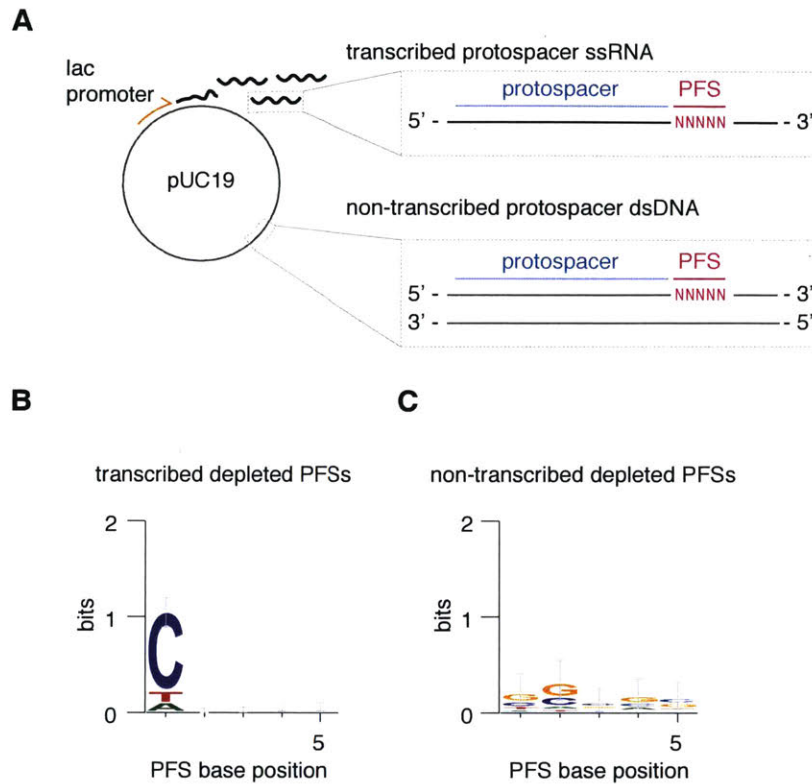 A
lac
promoter
pUC19
transcribed protospacer ssRNA
protospacer PFS
5' - NNNNN - 3'
non-transcribed protospacer dsDNA
protospacer PFS
5' - NNNNN - 3'
3' - - 5'
B
transcribed depleted PFSs
2
1
0
bits
C
T
A
5
PFS base position
C
non-transcribed depleted PFSs
2
1
0
bits
G
G
C
G
5
PFS base position